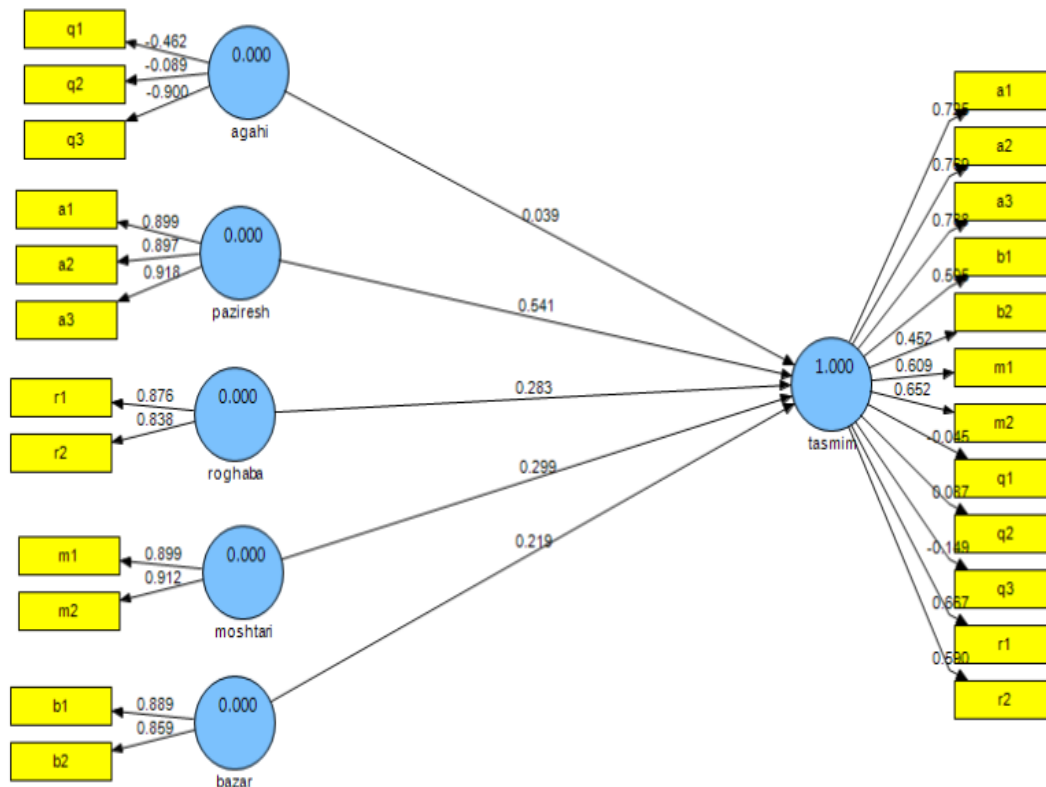 q1
-0.462
q2
-0.089
q3
-0.900
0.000
agahi
a1
0.899
a2
0.897
a3
0.918
0.000
paziresh
r1
0.876
r2
0.838
0.000
roghaba
m1
0.899
m2
0.912
0.000
moshtari
b1
0.889
b2
0.859
0.000
bazar
0.039
0.541
0.283
0.299
0.219
1.000
tasmim
a1
a2
a3
b1
b2
0.452
m1
0.609
m2
0.652
q1
-0.045
q2
q3
-0.149
r1
0.667
r2
0.590